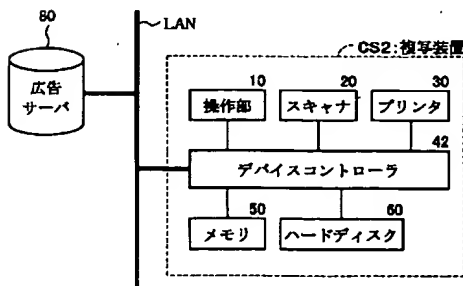 80
LAN
CS2:複写装置
広告
サーバ
10
20
30
操作部
スキャナ
プリンタ
42
デバイスコントローラ
50
60
メモリ
ハードディスク